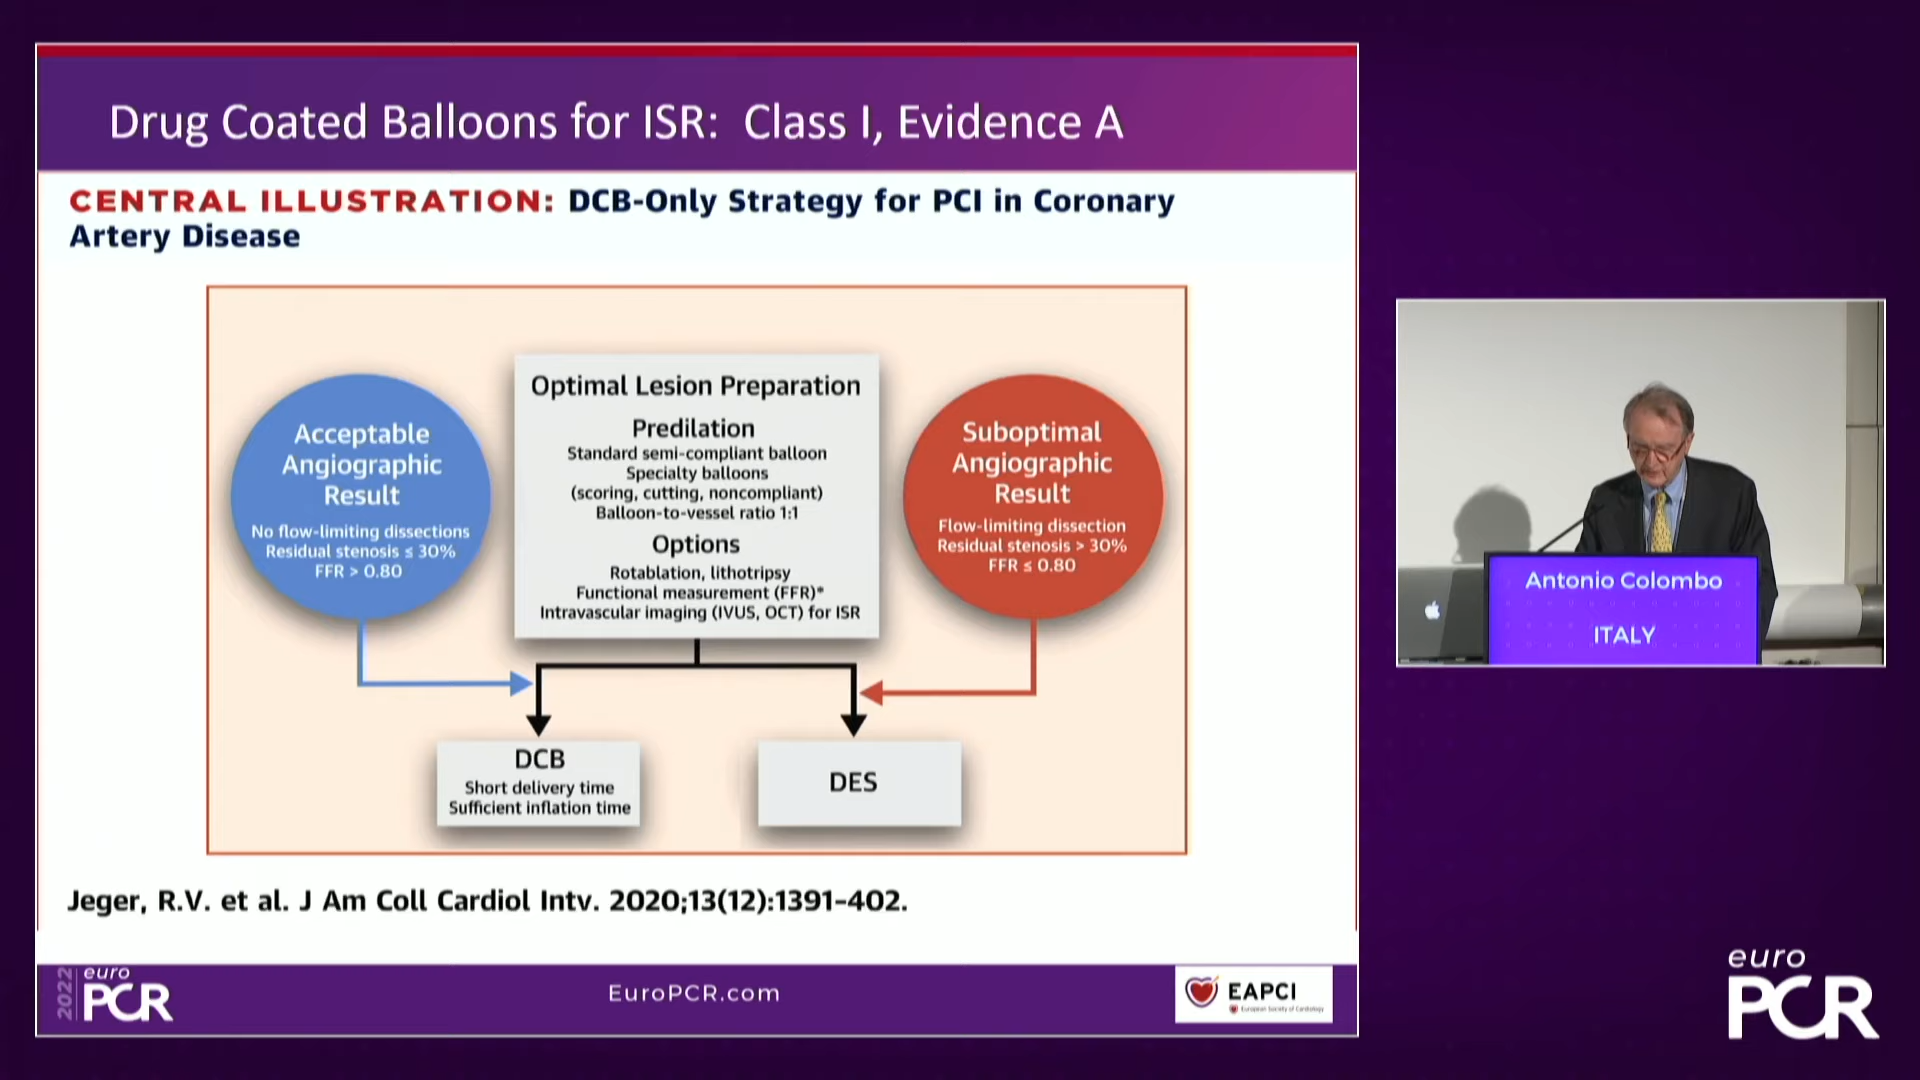 Drug Coated Balloons for ISR: Class I, Evidence A
CENTRAL ILLUSTRATION: DCB-Only Strategy for PCI in Coronary
Artery Disease
Acceptable
Angiographic
Result
No flow-limiting dissections
Residual stenosis ≤ 30%
FFR > 0.80
Optimal Lesion Preparation
Predilation
Standard semi-compliant balloon
Specialty balloons
(scoring, cutting, noncompliant)
Balloon-to-vessel ratio 1:1
Options
Rotablation, lithotripsy
Functional measurement (FFR)*
Intravascular imaging (IVUS, OCT) for ISR
Suboptimal
Angiographic
Result
Flow-limiting dissection
Residual stenosis > 30%
FFR ≤ 0.80
DCB
Short delivery time
Sufficient inflation time
DES
Jeger, R.V. et al. J Am Coll Cardiol Intv. 2020;13(12):1391–402.
2022
euro
PCR
EuroPCR.com
EAPCI
European Society of Cardiology
Antonio Colombo
ITALY
euro
PCR